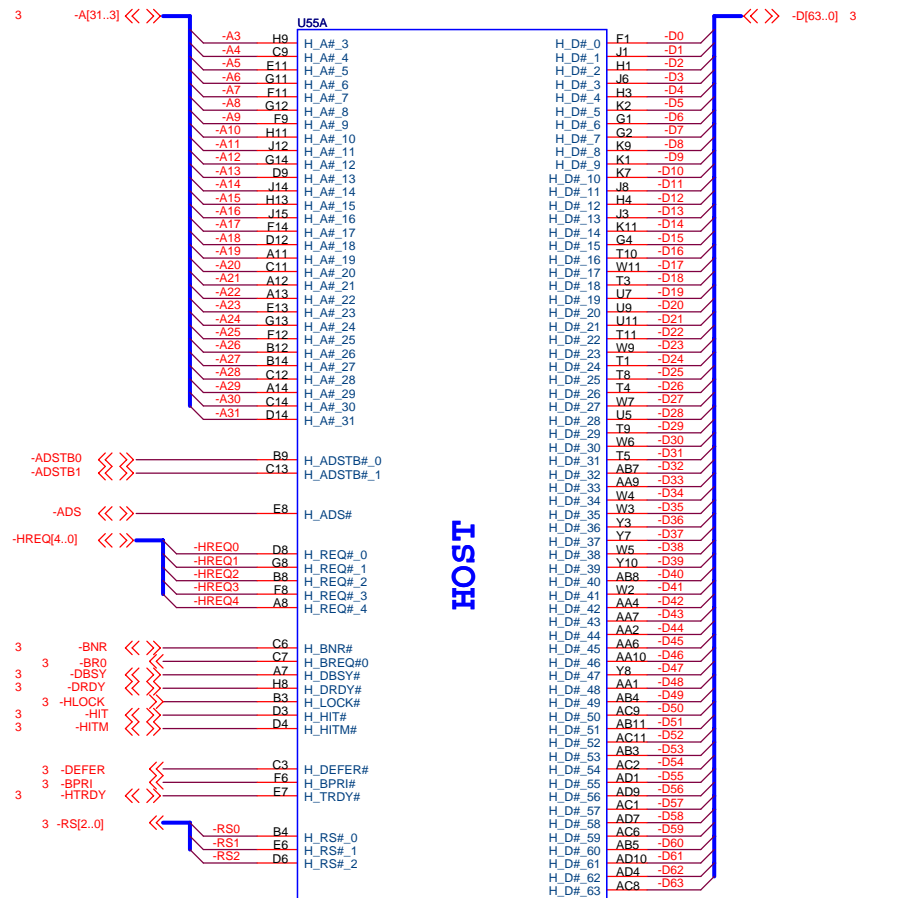 3 -A[31..3] U55A -D[63..0] 3
-A3 H9 H_A#_3 H_D#_0 F1 -D0
-A4 C9 H_A#_4 H_D#_1 J1 -D1
-A5 E11 H_A#_5 H_D#_2 H1 -D2
-A6 G11 H_A#_6 H_D#_3 J6 -D3
-A7 F11 H_A#_7 H_D#_4 H3 -D4
-A8 G12 H_A#_8 H_D#_5 K2 -D5
-A9 F9 H_A#_9 H_D#_6 G1 -D6
-A10 H11 H_A#_10 H_D#_7 G2 -D7
-A11 J12 H_A#_11 H_D#_8 K9 -D8
-A12 G14 H_A#_12 H_D#_9 K1 -D9
-A13 D9 H_A#_13 H_D#_10 K7 -D10
-A14 J14 H_A#_14 H_D#_11 J8 -D11
-A15 H13 H_A#_15 H_D#_12 H4 -D12
-A16 J15 H_A#_16 H_D#_13 J3 -D13
-A17 F14 H_A#_17 H_D#_14 K11 -D14
-A18 D12 H_A#_18 H_D#_15 G4 -D15
-A19 A11 H_A#_19 H_D#_16 T10 -D16
-A20 C11 H_A#_20 H_D#_17 W11 -D17
-A21 A12 H_A#_21 H_D#_18 T3 -D18
-A22 A13 H_A#_22 H_D#_19 U7 -D19
-A23 E13 H_A#_23 H_D#_20 U9 -D20
-A24 G13 H_A#_24 H_D#_21 U11 -D21
-A25 F12 H_A#_25 H_D#_22 T11 -D22
-A26 B12 H_A#_26 H_D#_23 W9 -D23
-A27 B14 H_A#_27 H_D#_24 T1 -D24
-A28 C12 H_A#_28 H_D#_25 T8 -D25
-A29 A14 H_A#_29 H_D#_26 T4 -D26
-A30 C14 H_A#_30 H_D#_27 W7 -D27
-A31 D14 H_A#_31 H_D#_28 U5 -D28
H_D#_29 T9 -D29
H_D#_30 W6 -D30
-ADSTB0 B9 H_ADSTB#_0 H_D#_31 T5 -D31
-ADSTB1 C13 H_ADSTB#_1 H_D#_32 AB7 -D32
H_D#_33 AA9 -D33
H_D#_34 W4 -D34
-ADS E8 H_ADS# H_D#_35 W3 -D35
H_D#_36 Y3 -D36
-HREQ[4..0] H_D#_37 Y7 -D37
-HREQ0 D8 H_REQ#_0 H_D#_38 W5 -D38
-HREQ1 G8 H_REQ#_1 H_D#_39 Y10 -D39
-HREQ2 B8 H_REQ#_2 H_D#_40 AB8 -D40
-HREQ3 F8 H_REQ#_3 H_D#_41 W2 -D41
-HREQ4 A8 H_REQ#_4 H_D#_42 AA4 -D42
HOST
H_D#_43 AA7 -D43
H_D#_44 AA2 -D44
3 -BNR C6 H_BNR# H_D#_45 AA6 -D45
3 -BR0 C7 H_BREQ#0 H_D#_46 AA10 -D46
3 -DBSY A7 H_DBSY# H_D#_47 Y8 -D47
3 -DRDY H8 H_DRDY# H_D#_48 AA1 -D48
3 -HLOCK B3 H_LOCK# H_D#_49 AB4 -D49
3 -HIT D3 H_HIT# H_D#_50 AC9 -D50
3 -HITM D4 H_HITM# H_D#_51 AB11 -D51
H_D#_52 AC11 -D52
H_D#_53 AB3 -D53
3 -DEFER C3 H_DEFER# H_D#_54 AC2 -D54
3 -BPRI F6 H_BPRI# H_D#_55 AD1 -D55
3 -HTRDY E7 H_TRDY# H_D#_56 AD9 -D56
H_D#_57 AC1 -D57
3 -RS[2..0] H_D#_58 AD7 -D58
-RS0 B4 H_RS#_0 H_D#_59 AC6 -D59
-RS1 E6 H_RS#_1 H_D#_60 AB5 -D60
-RS2 D6 H_RS#_2 H_D#_61 AD10 -D61
H_D#_62 AD4 -D62
H_D#_63 AC8 -D63